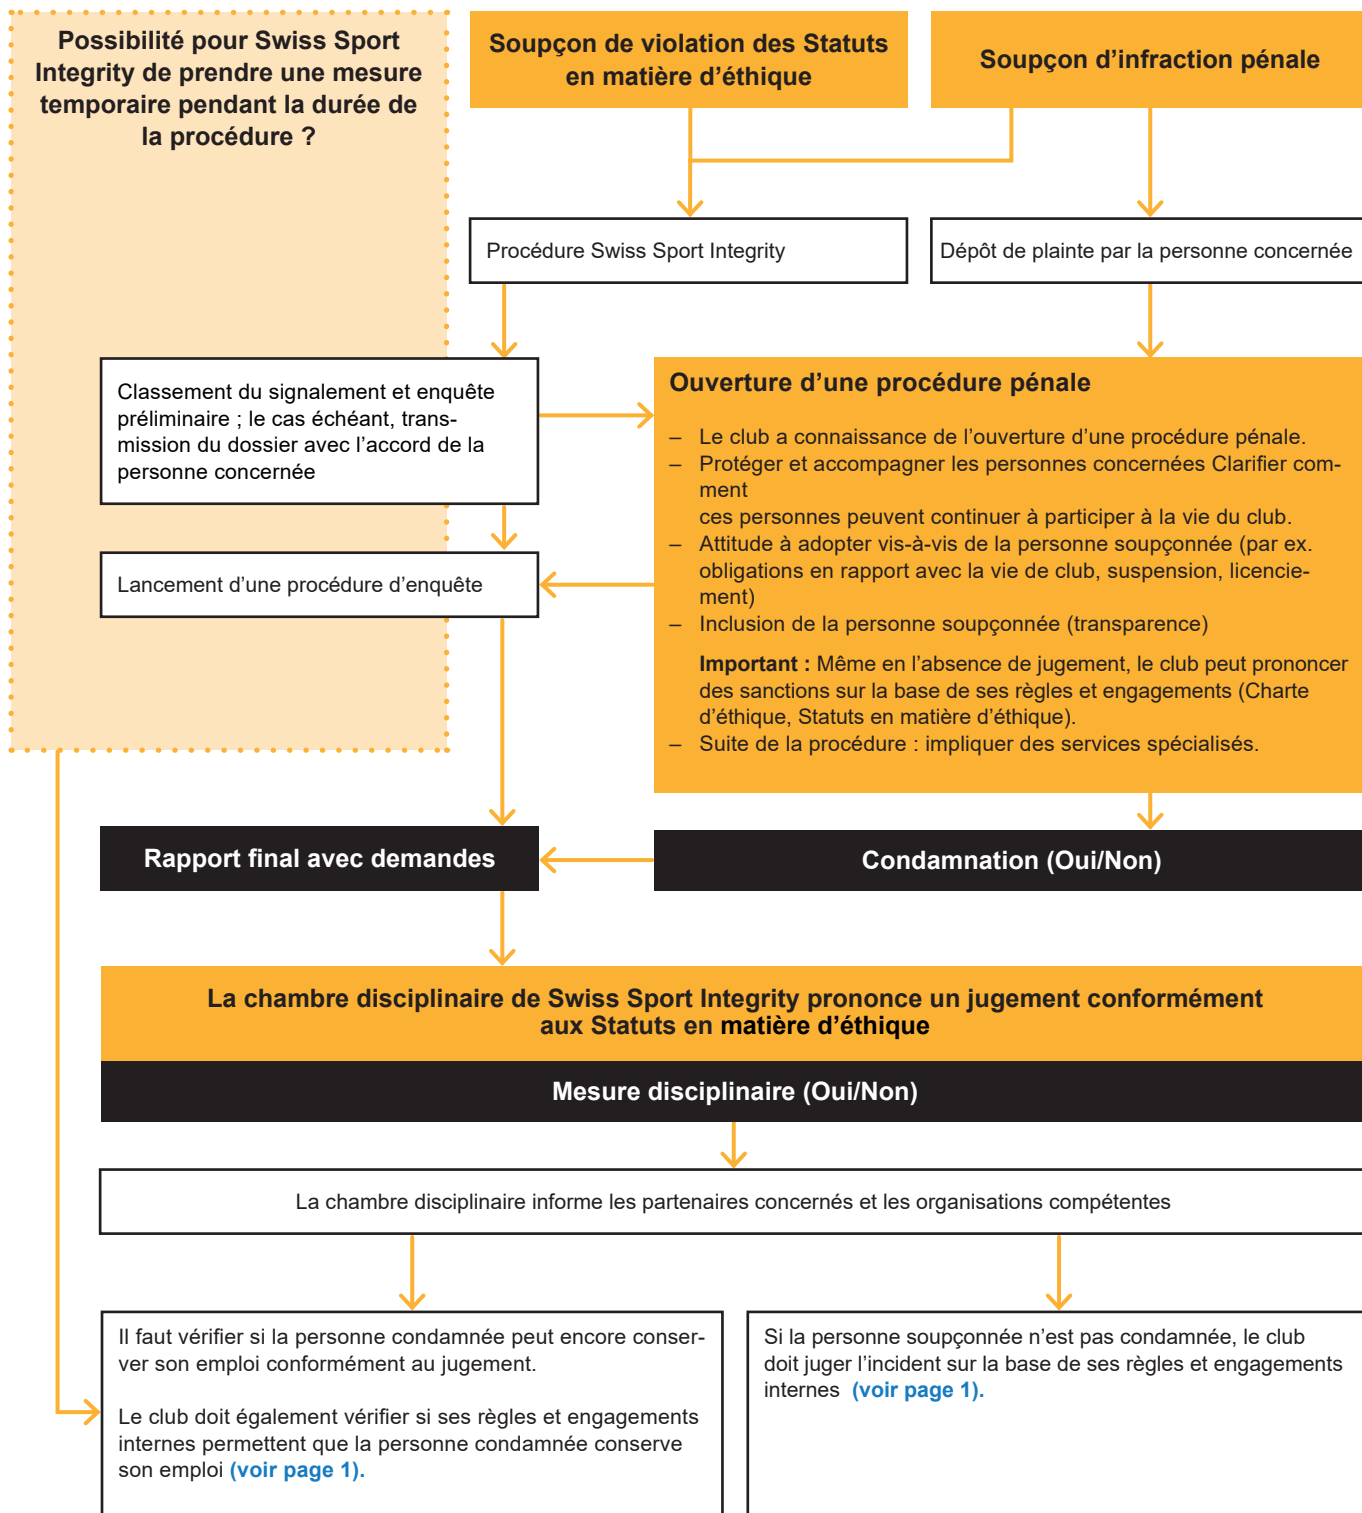 Possibilité pour Swiss Sport
Integrity de prendre une mesure
temporaire pendant la durée de
la procédure ?
Soupçon de violation des Statuts
en matière d’éthique
Soupçon d’infraction pénale
Procédure Swiss Sport Integrity
Dépôt de plainte par la personne concernée
Classement du signalement et enquête
préliminaire ; le cas échéant, trans-
mission du dossier avec l’accord de la
personne concernée
Lancement d’une procédure d’enquête
Ouverture d’une procédure pénale
– Le club a connaissance de l’ouverture d’une procédure pénale.
– Protéger et accompagner les personnes concernées Clarifier com-
ment
ces personnes peuvent continuer à participer à la vie du club.
– Attitude à adopter vis-à-vis de la personne soupçonnée (par ex.
obligations en rapport avec la vie de club, suspension, licencie-
ment)
– Inclusion de la personne soupçonnée (transparence)
Important : Même en l’absence de jugement, le club peut prononcer
des sanctions sur la base de ses règles et engagements (Charte
d’éthique, Statuts en matière d’éthique).
– Suite de la procédure : impliquer des services spécialisés.
Rapport final avec demandes
Condamnation (Oui/Non)
La chambre disciplinaire de Swiss Sport Integrity prononce un jugement conformément
aux Statuts en matière d’éthique
Mesure disciplinaire (Oui/Non)
La chambre disciplinaire informe les partenaires concernés et les organisations compétentes
Il faut vérifier si la personne condamnée peut encore conser-
ver son emploi conformément au jugement.
Le club doit également vérifier si ses règles et engagements
internes permettent que la personne condamnée conserve
son emploi (voir page 1).
Si la personne soupçonnée n’est pas condamnée, le club
doit juger l’incident sur la base de ses règles et engagements
internes (voir page 1).